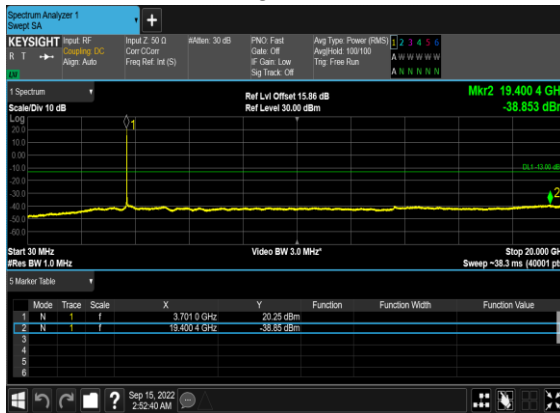 Spectrum Analyzer 1
Swept SA
KEYSIGHT Input: RF Input Z: 50 Ω #Atten: 30 dB PNO: Fast Avg Type: Power (RMS) 1 2 3 4 5 6
R T Coupling: DC Corr CCorr Gate: Off Avg|Hold: 100/100 A W W W W W
Align: Auto Freq Ref: Int (S) IF Gain: Low Trig: Free Run
Sig Track: Off A N N N N N
1 Spectrum Ref Lvl Offset 15.86 dB Mkr2 19.400 4 GHz
Scale/Div 10 dB Ref Level 30.00 dBm -38.853 dBm
Log
20.0 1
10.0
0.00
-10.0 DL1 -13.00 dBm
-20.0
-30.0 2
-40.0
-50.0
-60.0
Start 30 MHz Video BW 3.0 MHz* Stop 20.000 GH
#Res BW 1.0 MHz Sweep ~38.3 ms (40001 pt
5 Marker Table
Mode Trace Scale X Y Function Function Width Function Value
1 N 1 f 3.701 0 GHz 20.25 dBm
2 N 1 f 19.400 4 GHz -38.85 dBm
3
4
5
6
? Sep 15, 2022
2:52:40 AM